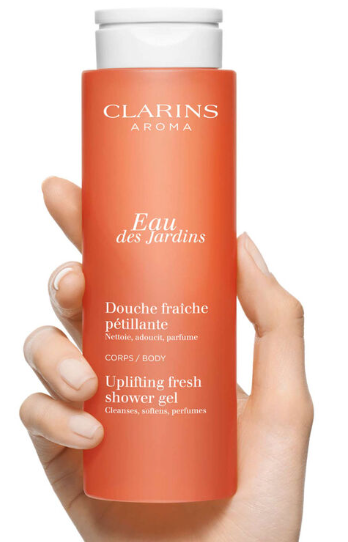 CLARINS
AROMA
Eau
des Jardins
Douche fraîche
pétillante
Nettoie, adoucit, parfume
CORPS / BODY
Uplifting fresh
shower gel
Cleanses, softens, perfumes